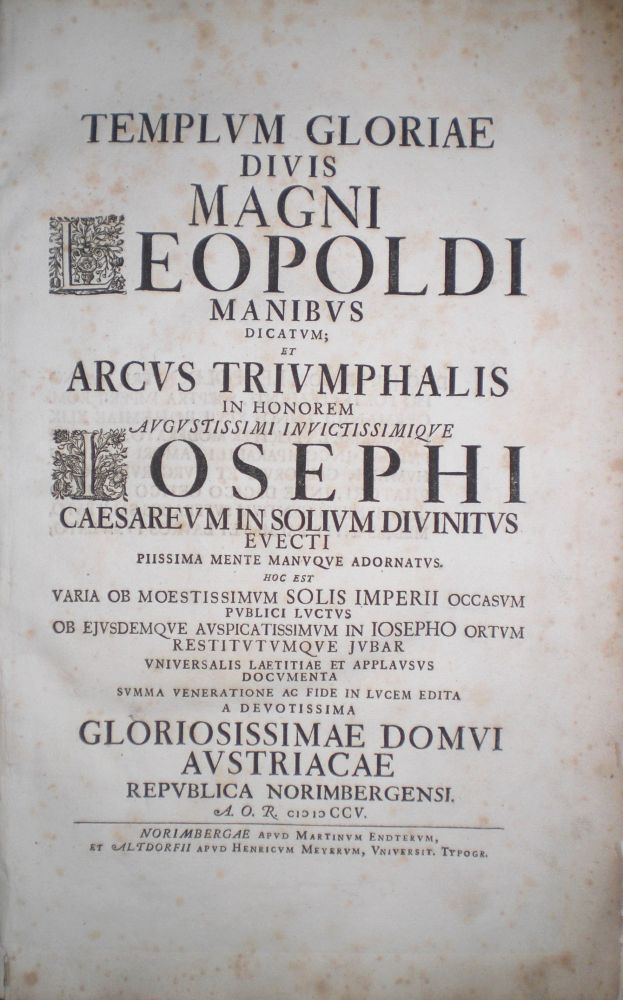 TEMPLVM GLORIAE
DIVIS
MAGNI
LEOPOLDI
MANIBVS
DICATVM;
ET
ARCVS TRIVMPHALIS
IN HONOREM
AVGVSTISSIMI INVICTISSIMIQVE
IOSEPHI
CAESAREVM IN SOLIVM DIVINITVS
EVECTI
PIISSIMA MENTE MANVQVE ADORNATVS.
HOC EST
VARIA OB MOESTISSIMVM SOLIS IMPERII OCCASVM
PVBLICI LVCTVS
OB EJVSDEMQVE AVSPICATISSIMVM IN IOSEPHO ORTVM
RESTITVTVMQVE JVBAR
VNIVERSALIS LAETITIAE ET APPLAVSVS
DOCVMENTA
SVMMA VENERATIONE AC FIDE IN LVCEM EDITA
A DEVOTISSIMA
GLORIOSISSIMAE DOMVI
AVSTRIACAE
REPVBLICA NORIMBERGENSI.
A. O. R. CIƆIƆCCV.
NORIMBERGAE APVD MARTINVM ENDTERVM,
ET ALTDORFII APVD HENRICVM MEYERVM, VNIVERSIT. TYPOGR.